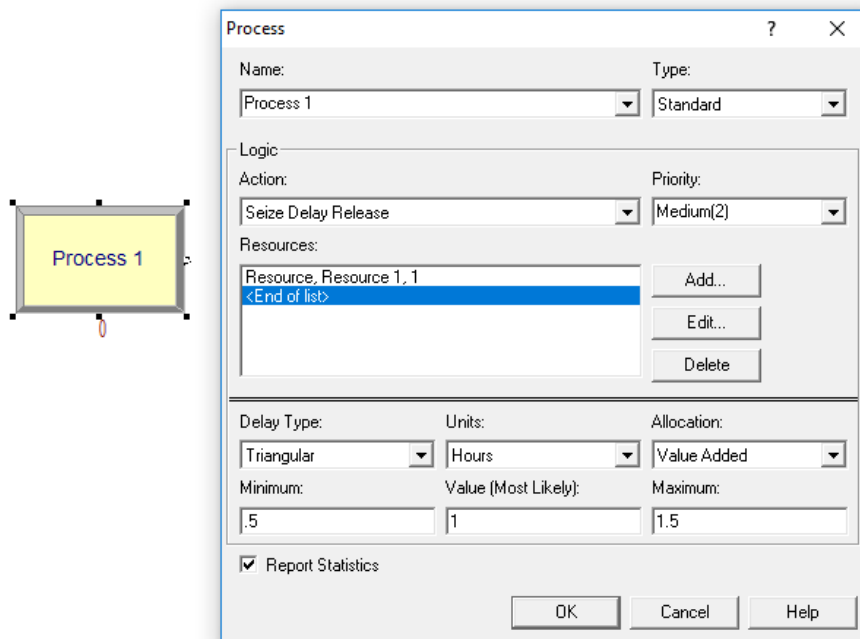 Process ?
Name: Type:
Process 1 Standard
Logic
Action: Priority:
Seize Delay Release Medium(2)
Resources:
Resource, Resource 1, 1 Add...
<End of list>
Edit...
Delete
Process 1
0
Delay Type: Units: Allocation:
Triangular Hours Value Added
Minimum: Value (Most Likely): Maximum:
.5 1 1.5
Report Statistics
OK Cancel Help